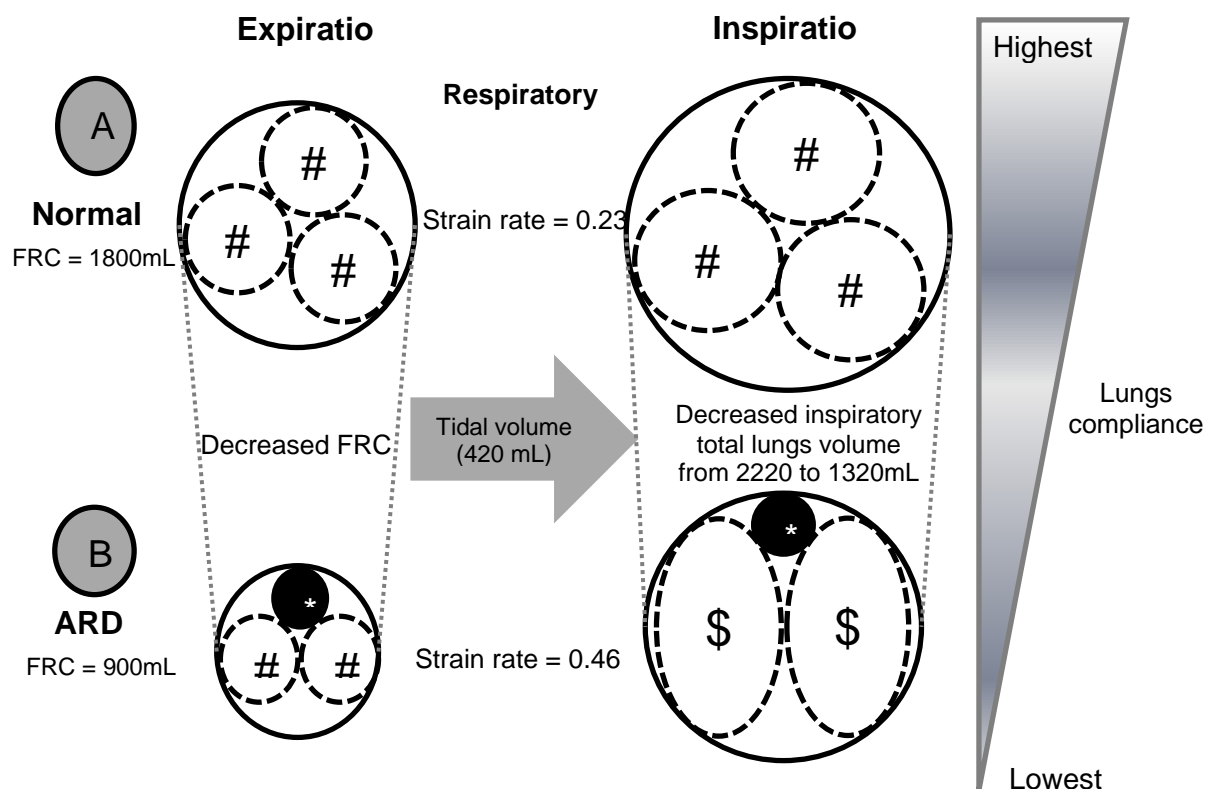 Expiratio
Inspiratio
Highest
A
Respiratory
#
#
#
#
#
#
Normal
FRC = 1800mL
Strain rate = 0.23
Decreased FRC
Tidal volume
(420 mL)
Decreased inspiratory
total lungs volume
from 2220 to 1320mL
Lungs
compliance
B
*
*
ARD
FRC = 900mL
#
#
Strain rate = 0.46
$
$
Lowest